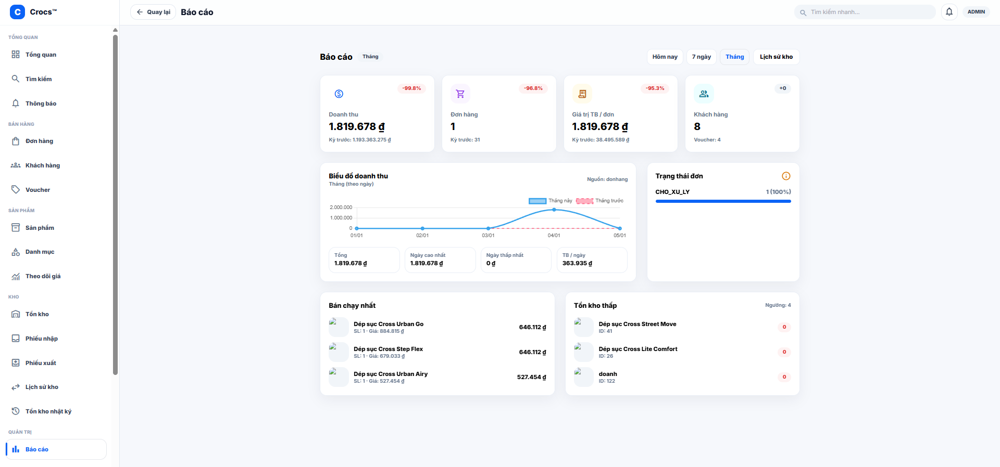 C Crocs™
TỔNG QUAN
Tổng quan
Tìm kiếm
Thông báo
BÁN HÀNG
Đơn hàng
Khách hàng
Voucher
SẢN PHẨM
Sản phẩm
Danh mục
Theo dõi giá
KHO
Tồn kho
Phiếu nhập
Phiếu xuất
Lịch sử kho
Tồn kho nhật ký
QUẢN TRỊ
Báo cáo
Quay lại Báo cáo
Tìm kiếm nhanh...
ADMIN
Báo cáo Tháng
Hôm nay 7 ngày Tháng Lịch sử kho
-99.8%
Doanh thu
1.819.678 ₫
Kỳ trước: 1.193.363.275 ₫
-96.8%
Đơn hàng
1
Kỳ trước: 31
-95.3%
Giá trị TB / đơn
1.819.678 ₫
Kỳ trước: 38.495.589 ₫
+0
Khách hàng
8
Voucher: 4
Biểu đồ doanh thu
Tháng (theo ngày)
Nguồn: donhang
Tháng này Tháng trước
2.000.000
1.000.000
0
01/01 02/01 03/01 04/01 05/01
Tổng
1.819.678 ₫
Ngày cao nhất
1.819.678 ₫
Ngày thấp nhất
0 ₫
TB / ngày
363.935 ₫
Trạng thái đơn
CHO_XU_LY 1 (100%)
Bán chạy nhất
Dép sục Cross Urban Go
SL: 1 · Giá: 884.815 ₫
646.112 ₫
Dép sục Cross Step Flex
SL: 1 · Giá: 679.033 ₫
646.112 ₫
Dép sục Cross Urban Airy
SL: 1 · Giá: 527.454 ₫
527.454 ₫
Tồn kho thấp Ngưỡng: 4
Dép sục Cross Street Move
ID: 41
0
Dép sục Cross Lite Comfort
ID: 26
0
doanh
ID: 122
0